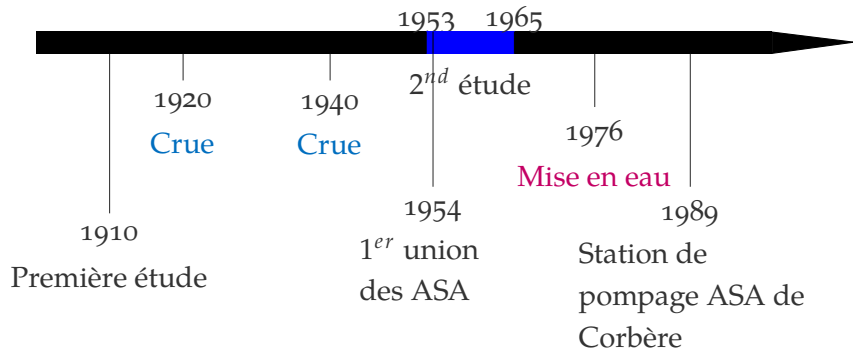 1953
1965
2nd étude
1920
Crue
1940
Crue
1976
Mise en eau
1910
Première étude
1954
1er union
des ASA
1989
Station de
pompage ASA de
Corbère